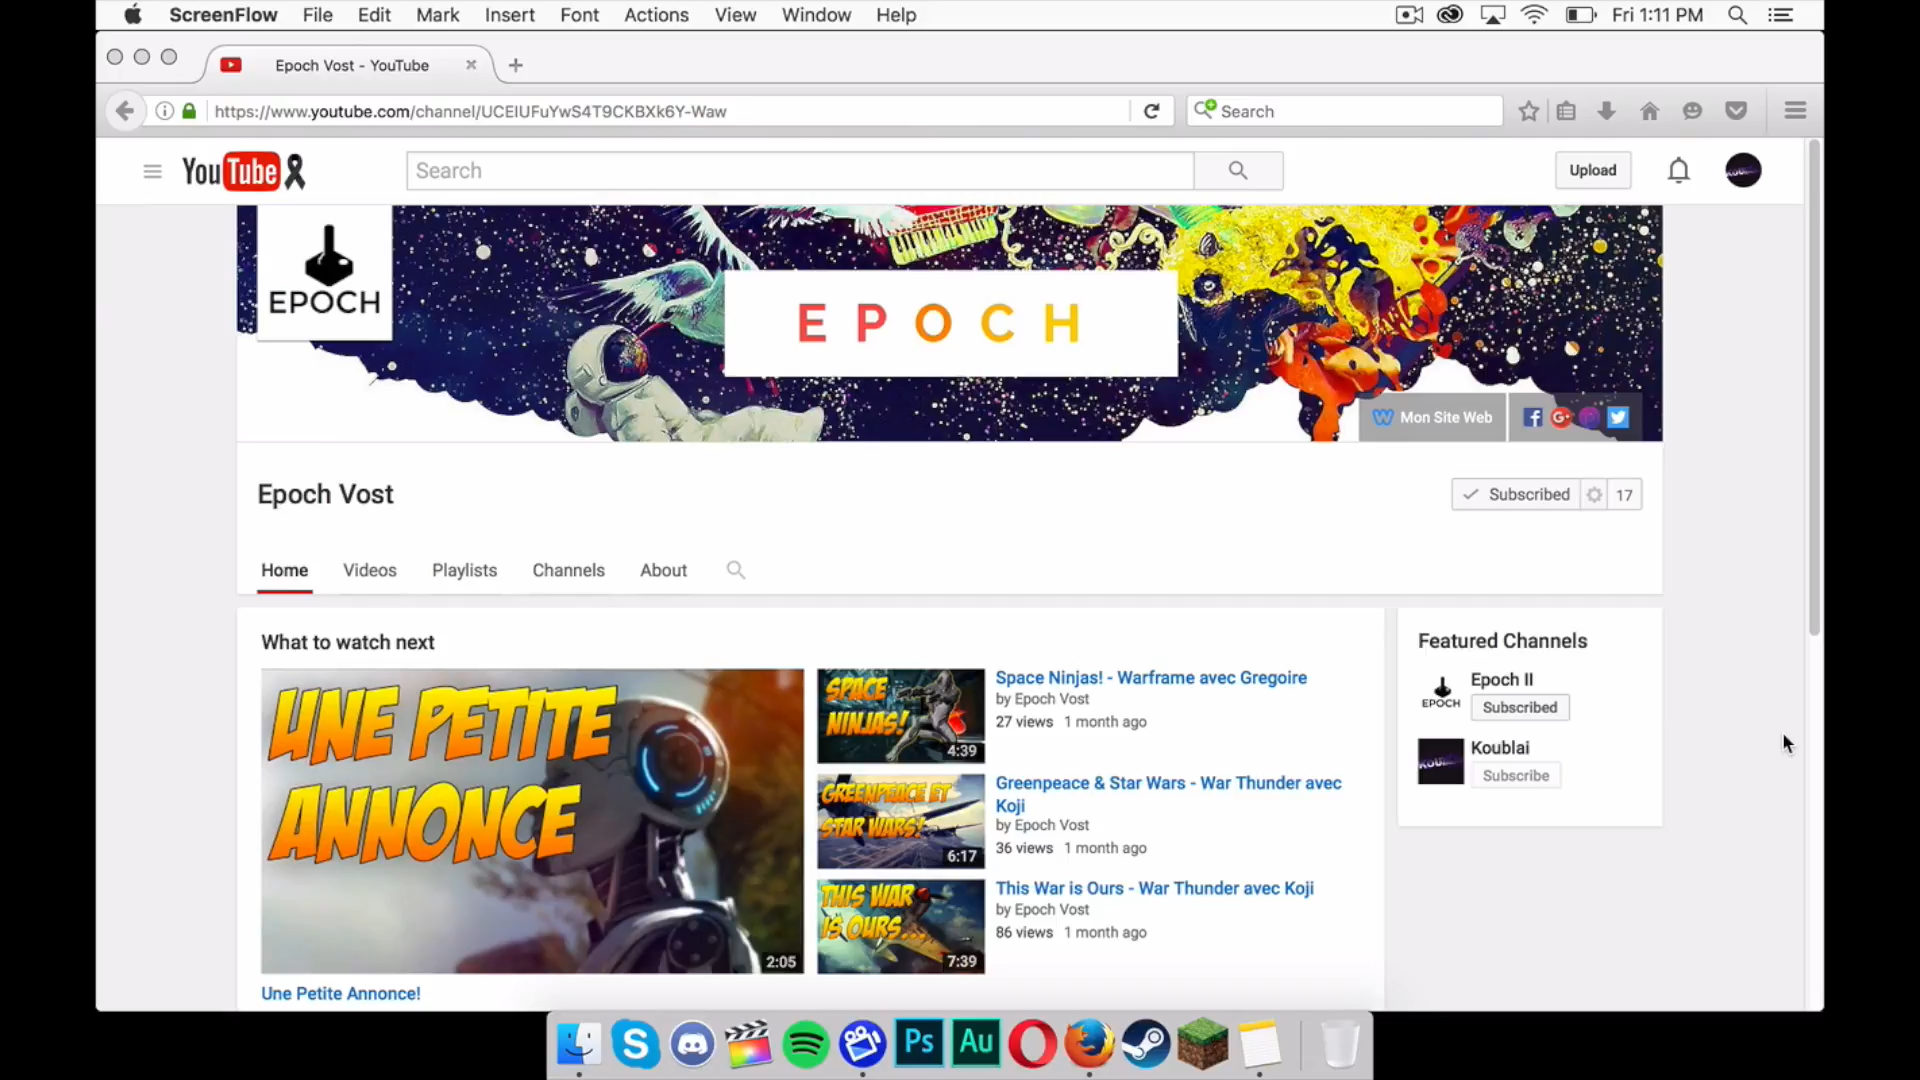 ScreenFlow File Edit Mark Insert Font Actions View Window Help Fri 1:11 PM
Epoch Vost - YouTube
https://www.youtube.com/channel/UCEIUFuYwS4T9CKBXk6Y-Waw Search
YouTube Search Upload
EPOCH
EPOCH
Mon Site Web
Epoch Vost
Subscribed 17
Home Videos Playlists Channels About
What to watch next
UNE PETITE
ANNONCE
2:05
Une Petite Annonce!
SPACE
NINJAS!
4:39
Space Ninjas! - Warframe avec Gregoire
by Epoch Vost
27 views 1 month ago
GREENPEACE ET
STAR WARS!
6:17
Greenpeace & Star Wars - War Thunder avec
Koji
by Epoch Vost
36 views 1 month ago
THIS WAR
IS OURS...
7:39
This War is Ours - War Thunder avec Koji
by Epoch Vost
86 views 1 month ago
Featured Channels
EPOCH
Epoch II
Subscribed
Koublai
Subscribe
Ps Au